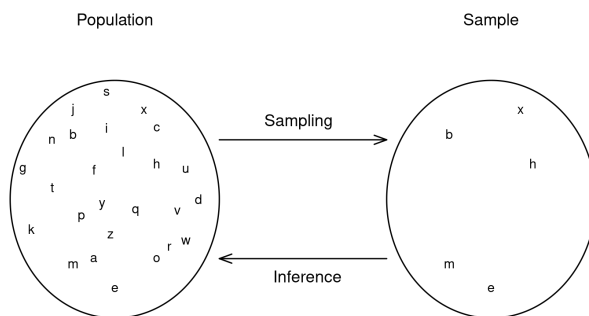 Population
Sample
s
j
x
n
b
i
c
l
g
f
h
u
t
y
q
v
d
p
k
z
r
w
m
a
o
e
Sampling
Inference
x
b
h
m
e